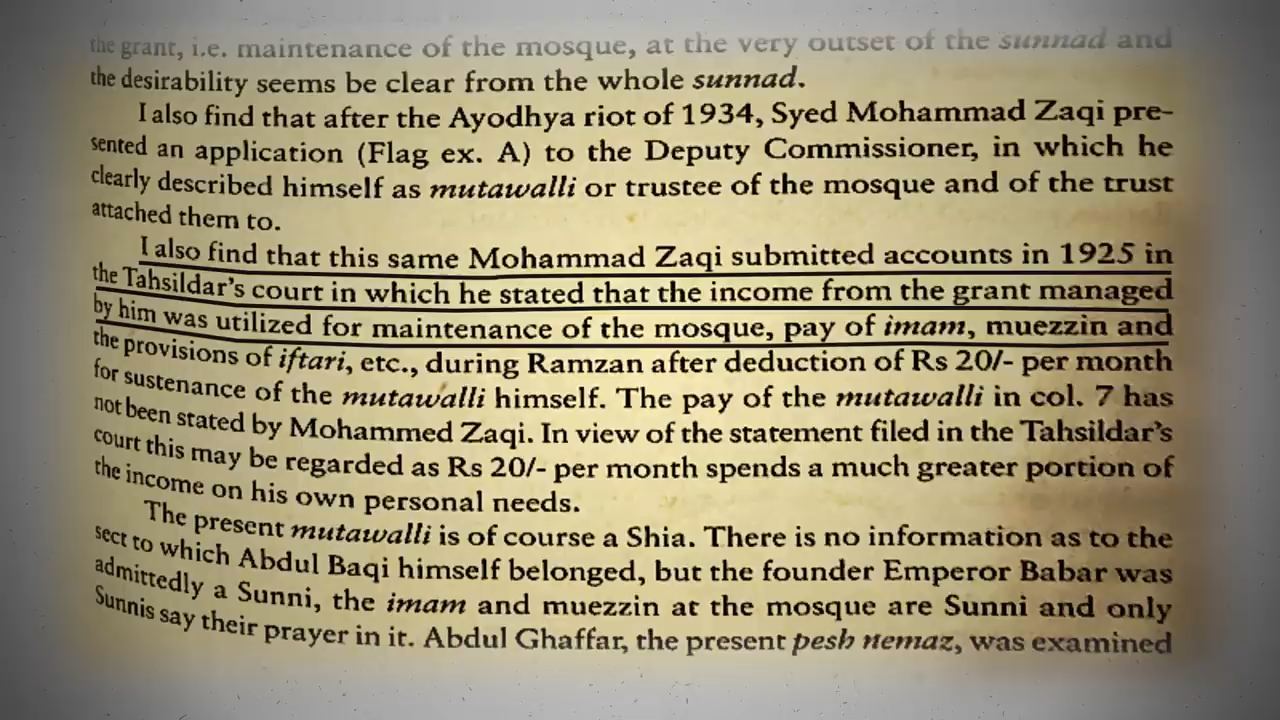 the grant, i.e. maintenance of the mosque, at the very outset of the sunnad and
the desirability seems be clear from the whole sunnad.
I also find that after the Ayodhya riot of 1934, Syed Mohammad Zaqi pre-
sented an application (Flag ex. A) to the Deputy Commissioner, in which he
clearly described himself as mutawalli or trustee of the mosque and of the trust
attached them to.
I also find that this same Mohammad Zaqi submitted accounts in 1925 in
the Tahsildar's court in which he stated that the income from the grant managed
by him was utilized for maintenance of the mosque, pay of imam, muezzin and
the provisions of iftari, etc., during Ramzan after deduction of Rs 20/- per month
for sustenance of the mutawalli himself. The pay of the mutawalli in col. 7 has
not been stated by Mohammed Zaqi. In view of the statement filed in the Tahsildar's
court this may be regarded as Rs 20/- per month spends a much greater portion of
the income on his own personal needs.
The present mutawalli is of course a Shia. There is no information as to the
sect to which Abdul Baqi himself belonged, but the founder Emperor Babar was
admittedly a Sunni, the imam and muezzin at the mosque are Sunni and only
Sunnis say their prayer in it. Abdul Ghaffar, the present pesh nemaz, was examined